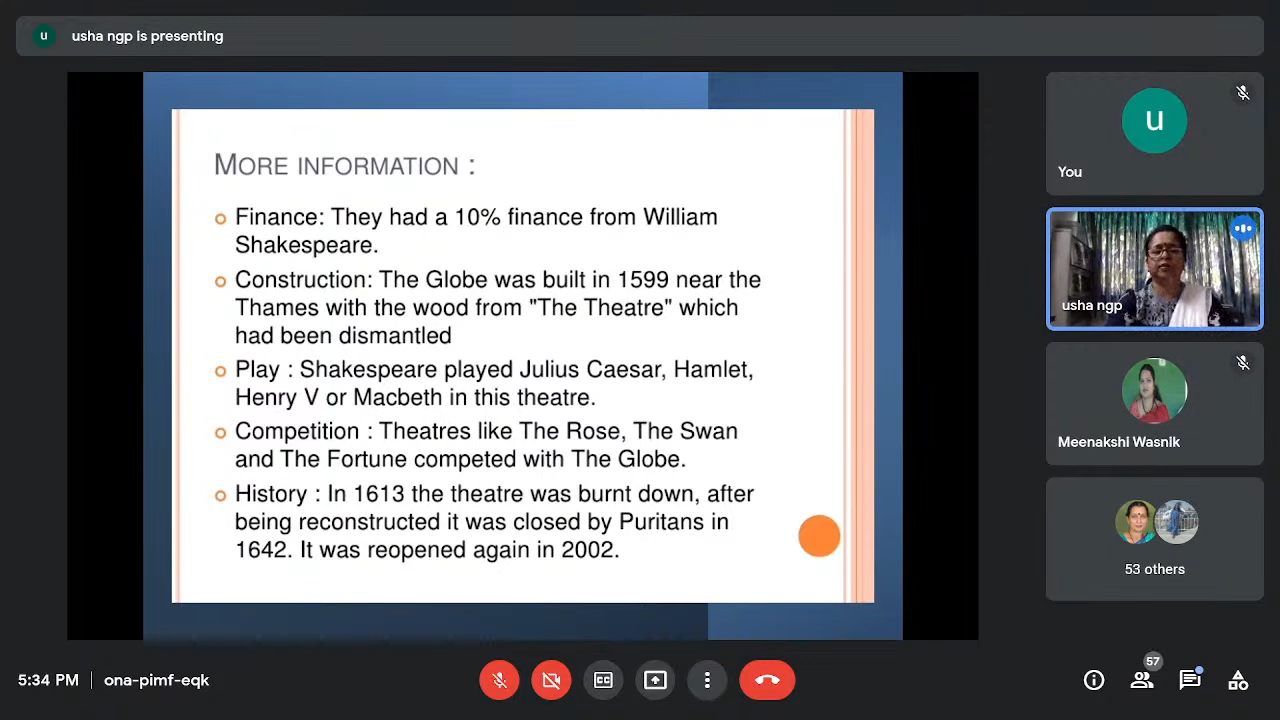 u
usha ngp is presenting
MORE INFORMATION :
Finance: They had a 10% finance from William
Shakespeare.
Construction: The Globe was built in 1599 near the
Thames with the wood from "The Theatre" which
had been dismantled
Play : Shakespeare played Julius Caesar, Hamlet,
Henry V or Macbeth in this theatre.
Competition : Theatres like The Rose, The Swan
and The Fortune competed with The Globe.
History : In 1613 the theatre was burnt down, after
being reconstructed it was closed by Puritans in
1642. It was reopened again in 2002.
u
You
usha ngp
Meenakshi Wasnik
53 others
5:34 PM | ona-pimf-eqk
CC
57